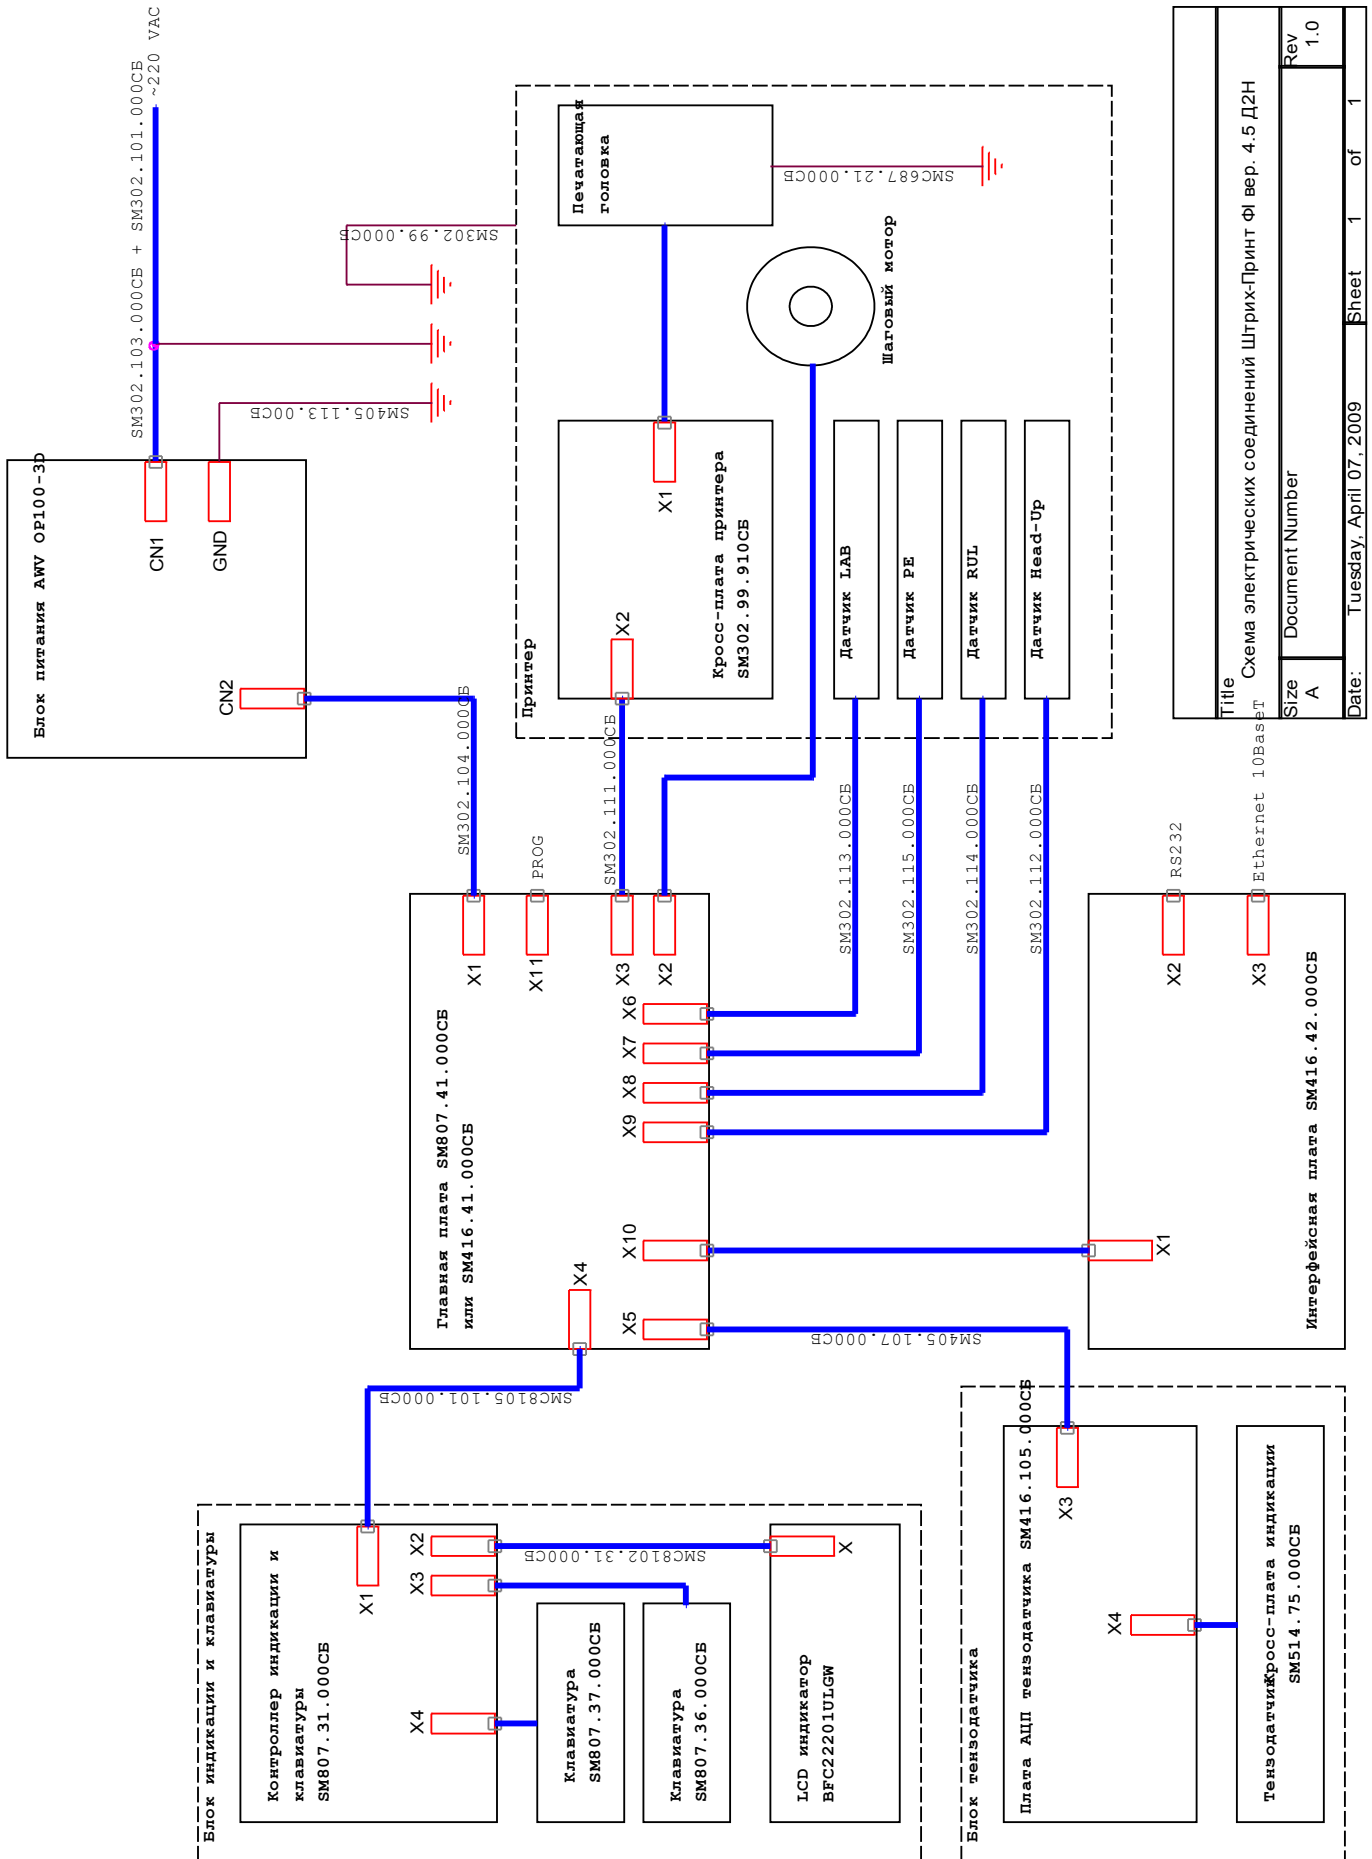 Блок питания AWV OP100-3D
CN2
CN1
GND
SM302.103.000СБ + SM302.101.000СБ
~220 VAC
SM405.113.00СБ
SM302.99.000СБ
SM302.104.000СБ
Принтер
Печатающая
головка
SMC687.21.000СБ
Шаговый мотор
X1
X2
Кросс-плата принтера
SM302.99.910СБ
Датчик LAB
Датчик PE
Датчик RUL
Датчик Head-Up
SM302.111.000СБ
SM302.113.000СБ
SM302.115.000СБ
SM302.114.000СБ
SM302.112.000СБ
Главная плата SM807.41.000СБ
или SM416.41.000СБ
X1
X11
PROG
X3
X2
X6
X7
X8
X9
X10
X5
X4
SMC8105.101.000СБ
SM405.107.000СБ
Интерфейсная плата SM416.42.000СБ
X1
X2
RS232
X3
Ethernet 10BaseT
Блок индикации и клавиатуры
Контроллер индикации и
клавиатуры
SM807.31.000СБ
X1
X2
X3
X4
SMC8102.31.000СБ
Клавиатура
SM807.37.000СБ
Клавиатура
SM807.36.000СБ
LCD индикатор
BFC22201ULGW
X
Блок тензодатчика
Плата АЦП тензодатчика SM416.105.000СБ
X3
X4
Тензодатчик
Кросс-плата индикации
SM514.75.000СБ
Title
Схема электрических соединений Штрих-Принт ФI вер. 4.5 Д2Н
Size
A
Document Number
Rev
1.0
Date:
Tuesday, April 07, 2009
Sheet
1
of
1